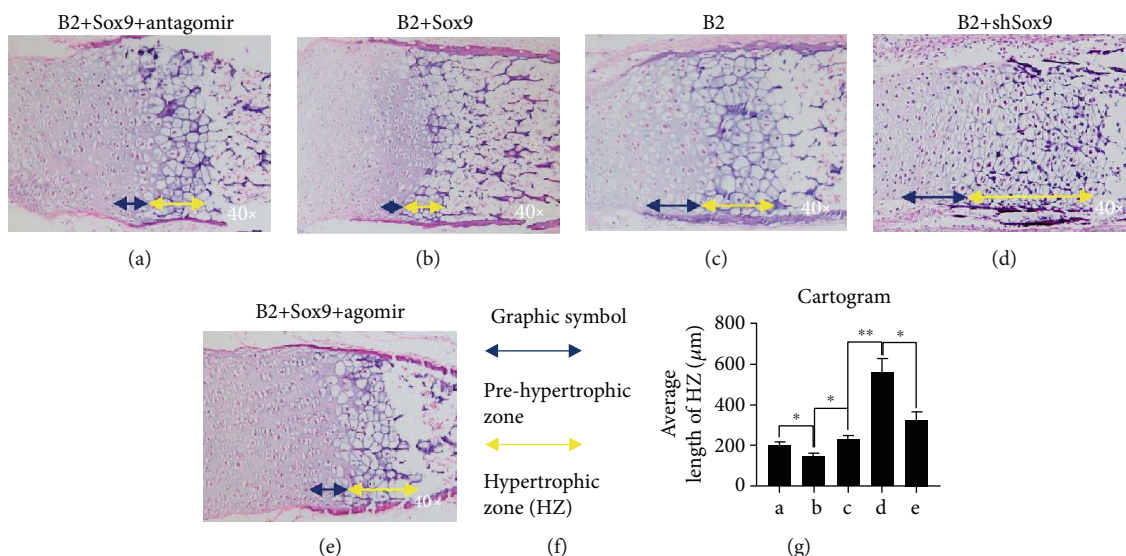 B2+Sox9+antagomir
B2+Sox9
B2
B2+shSox9
40×
40×
40×
40×
(a)
(b)
(c)
(d)
B2+Sox9+agomir
40×
(e)
Graphic symbol
Pre-hypertrophic
zone
Hypertrophic
zone (HZ)
(f)
Cartogram
Average
length of HZ (μm)
800
600
400
200
0
*
*
**
*
a
b
c
d
e
(g)